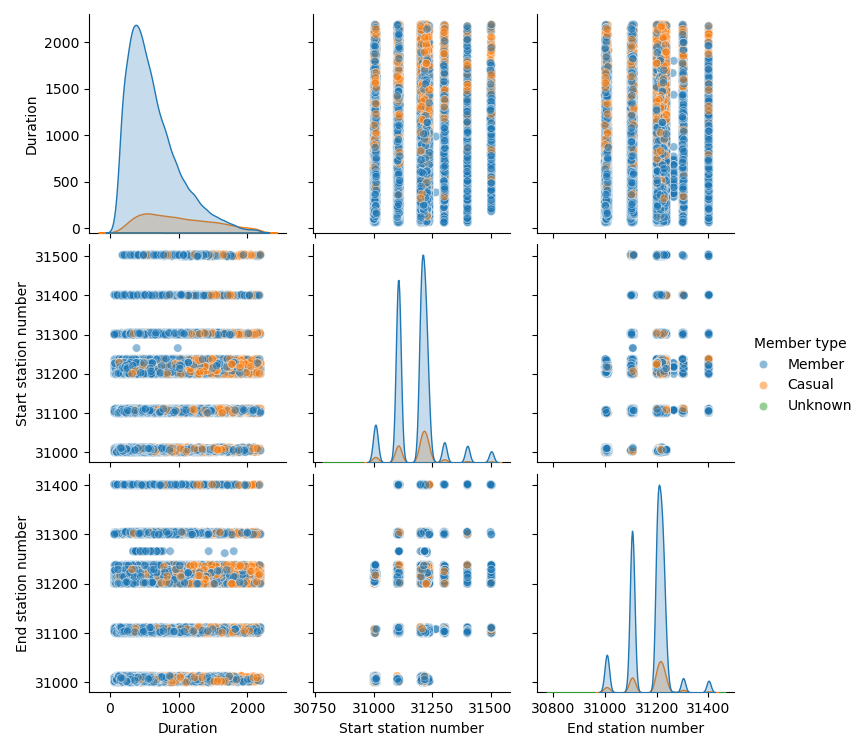 2000
1500
1000
500
0
Duration
31500
31400
31300
31200
31100
31000
Start station number
Member type
Member
Casual
Unknown
31400
31300
31200
31100
31000
End station number
0 1000 2000
30750 31000 31250 31500
30800 31000 31200 31400
Duration
Start station number
End station number